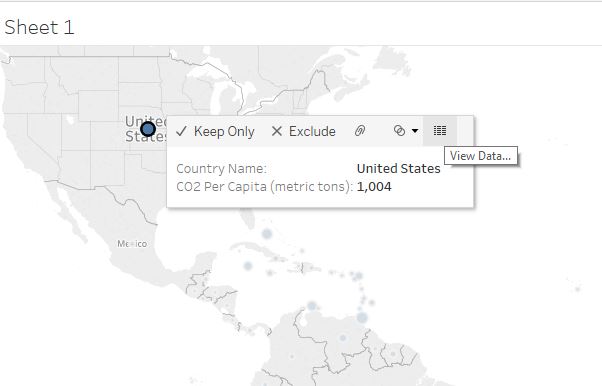 Sheet 1
United
States
Keep Only
Exclude
View Data...
Country Name: United States
CO2 Per Capita (metric tons): 1,004
Mexico